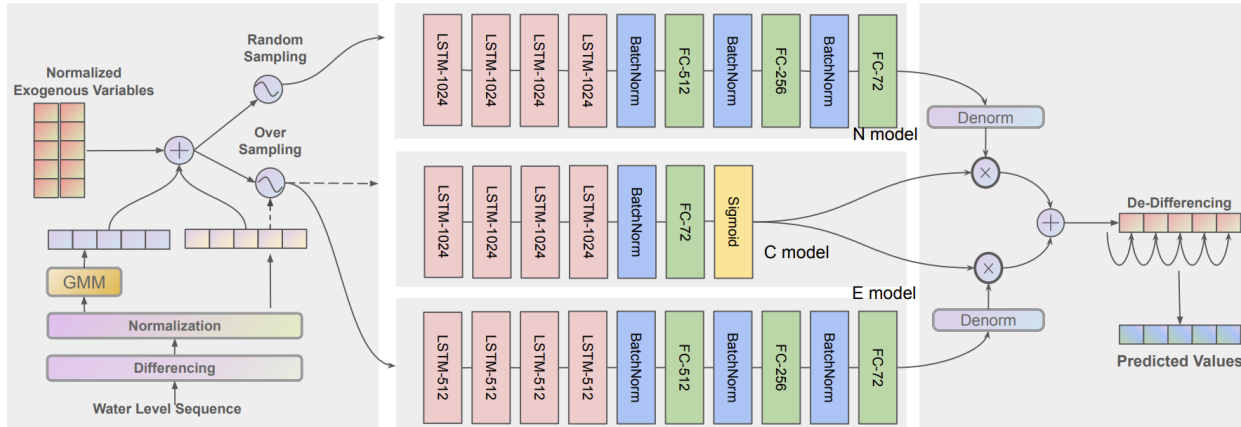 Random
Sampling
Normalized
Exogenous Variables
Over
Sampling
GMM
Normalization
Differencing
Water Level Sequence
LSTM-1024
LSTM-1024
LSTM-1024
LSTM-1024
BatchNorm
FC-512
BatchNorm
FC-256
BatchNorm
FC-72
N model
LSTM-1024
LSTM-1024
LSTM-1024
LSTM-1024
BatchNorm
FC-72
Sigmoid
C model
E model
LSTM-512
LSTM-512
LSTM-512
LSTM-512
BatchNorm
FC-512
BatchNorm
FC-256
BatchNorm
FC-72
Denorm
De-Differencing
Denorm
Predicted Values